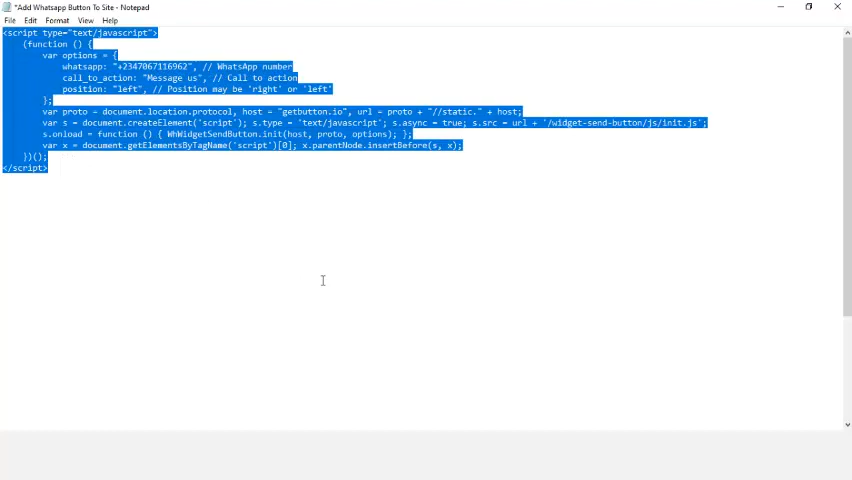 *Add Whatsapp Button To Site - Notepad
File Edit Format View Help
<script type="text/javascript">
(function () {
var options = {
whatsapp: "+2347067116962", // WhatsApp number
call_to_action: "Message us", // Call to action
position: "left", // Position may be 'right' or 'left'
};
var proto = document.location.protocol, host = "getbutton.io", url = proto + "//static." + host;
var s = document.createElement('script'); s.type = 'text/javascript'; s.async = true; s.src = url + '/widget-send-button/js/init.js';
s.onload = function () { WhWidgetSendButton.init(host, proto, options); };
var x = document.getElementsByTagName('script')[0]; x.parentNode.insertBefore(s, x);
})();
</script>